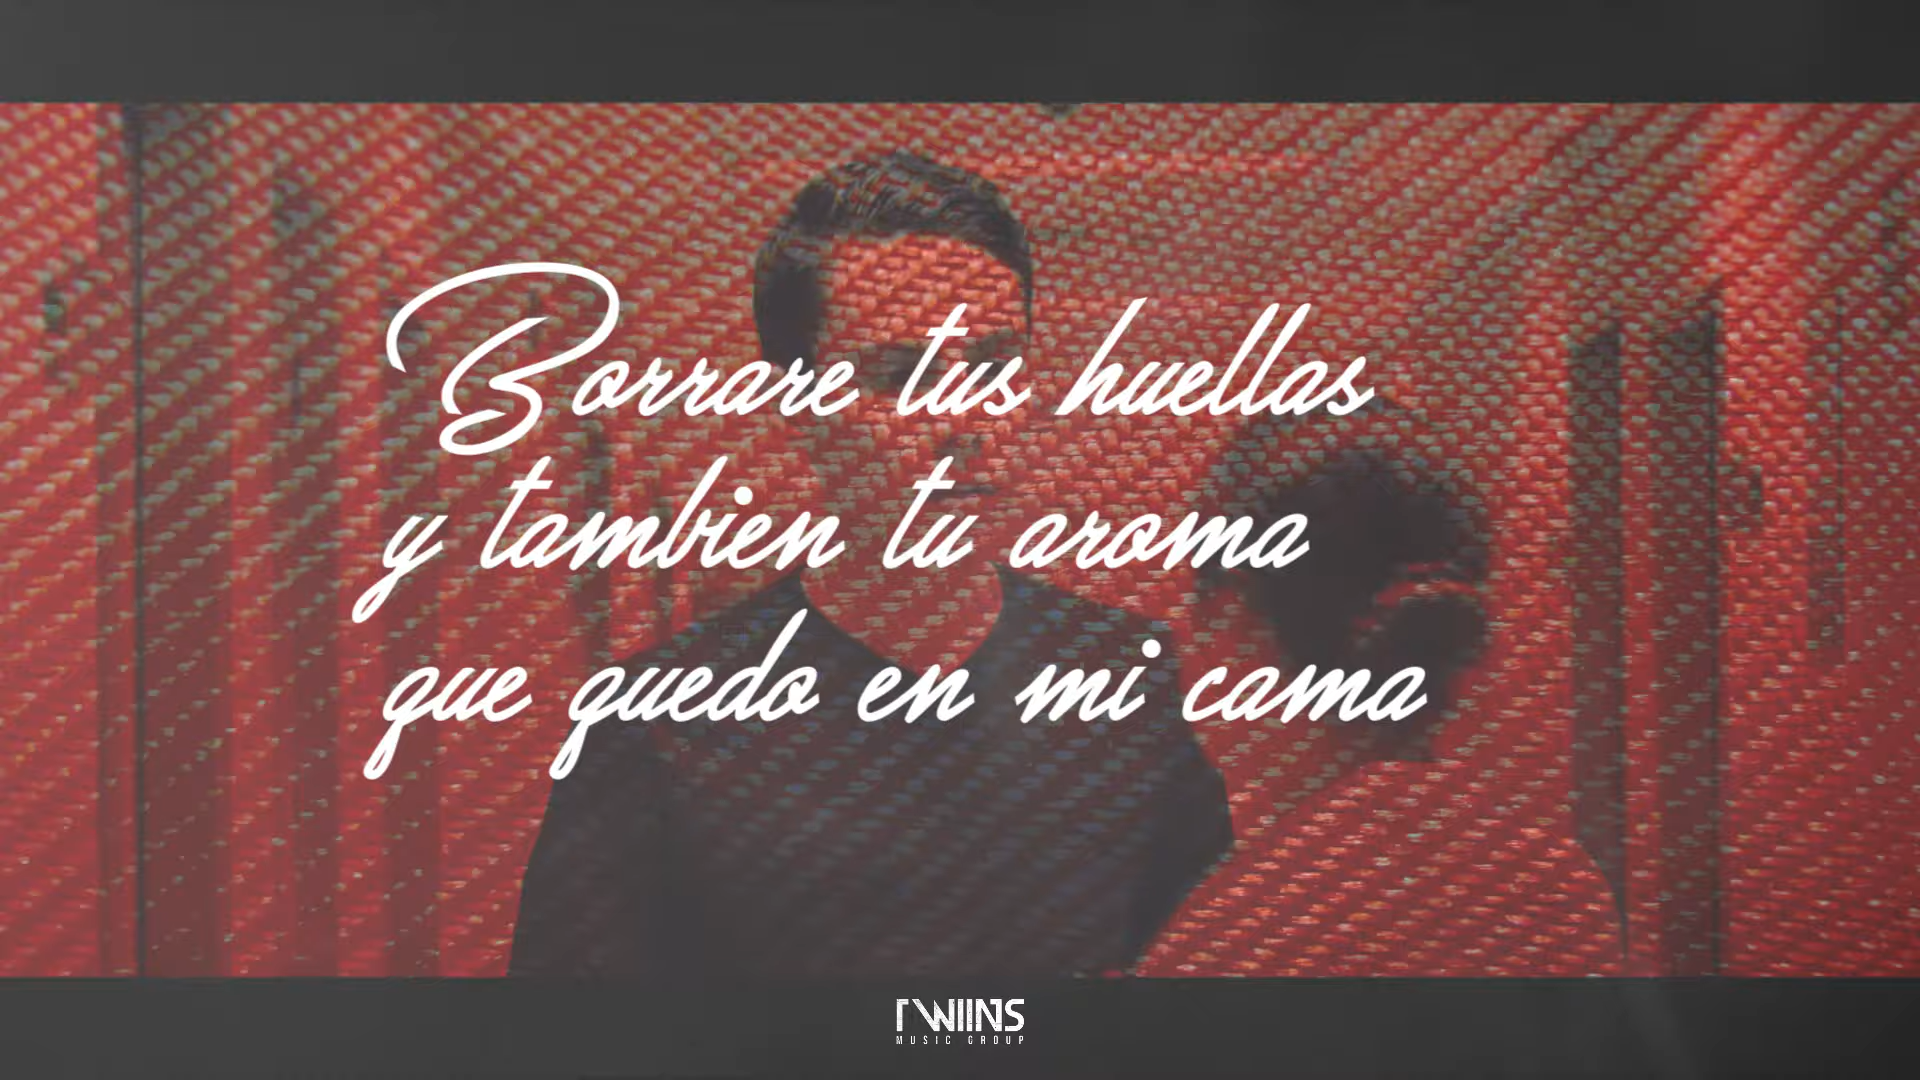 Borrare tus huellas
y tambien tu aroma
que quedo en mi cama
TWIINS
MUSIC GROUP